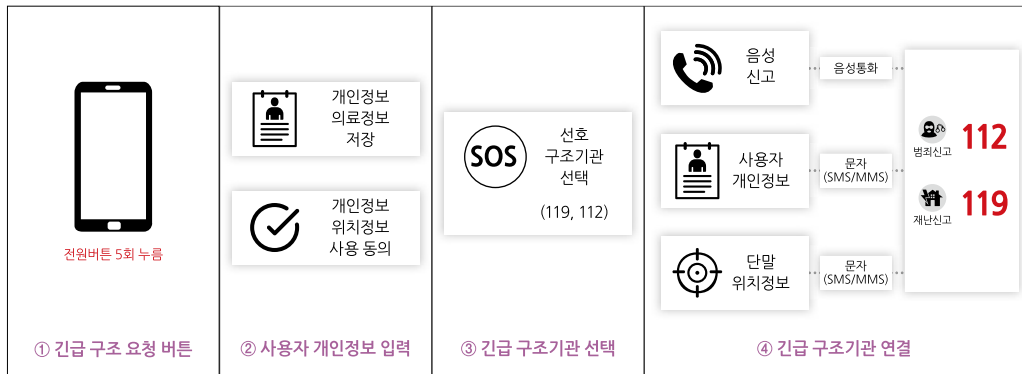 전원버튼 5회 누름
① 긴급 구조 요청 버튼
개인정보
의료정보
저장
개인정보
위치정보
사용 동의
② 사용자 개인정보 입력
SOS
선호
구조기관
선택
(119, 112)
③ 긴급 구조기관 선택
음성
신고
음성통화
사용자
개인정보
문자
(SMS/MMS)
단말
위치정보
문자
(SMS/MMS)
범죄신고
112
재난신고
119
④ 긴급 구조기관 연결